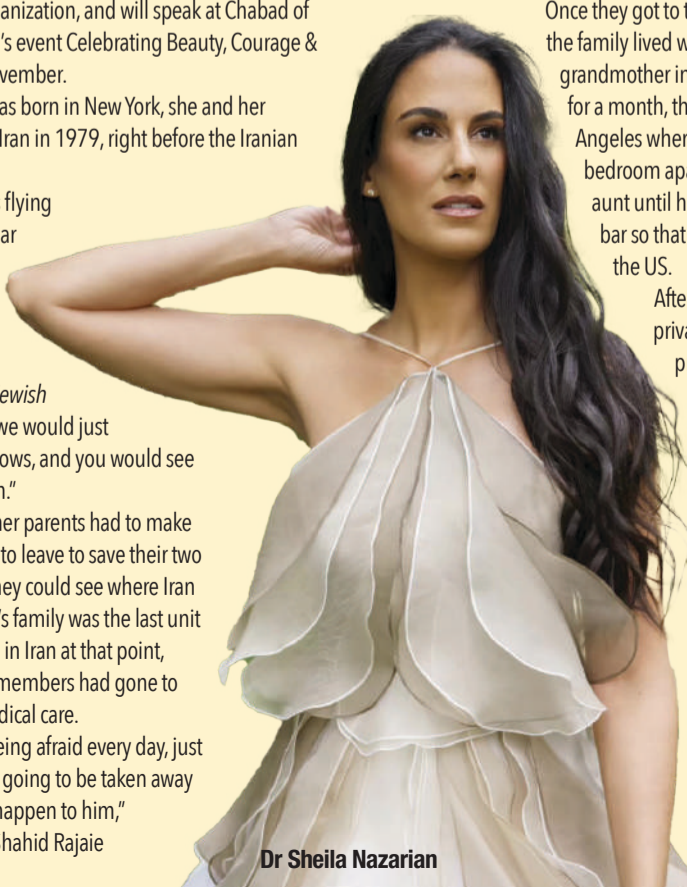 anization, and will speak at Chabad of
's event Celebrating Beauty, Courage &
vember.
as born in New York, she and her
Iran in 1979, right before the Iranian
flying
ar
ewish
we would just
ows, and you would see
n."
her parents had to make
to leave to save their two
hey could see where Iran
's family was the last unit
in Iran at that point,
members had gone to
dical care.
eing afraid every day, just
going to be taken away
happen to him,"
Shahid Rajaie
Once they got to t
the family lived w
grandmother in
for a month, th
Angeles wher
bedroom apa
aunt until h
bar so that
the US.
Afte
priva
p
Dr Sheila Nazarian